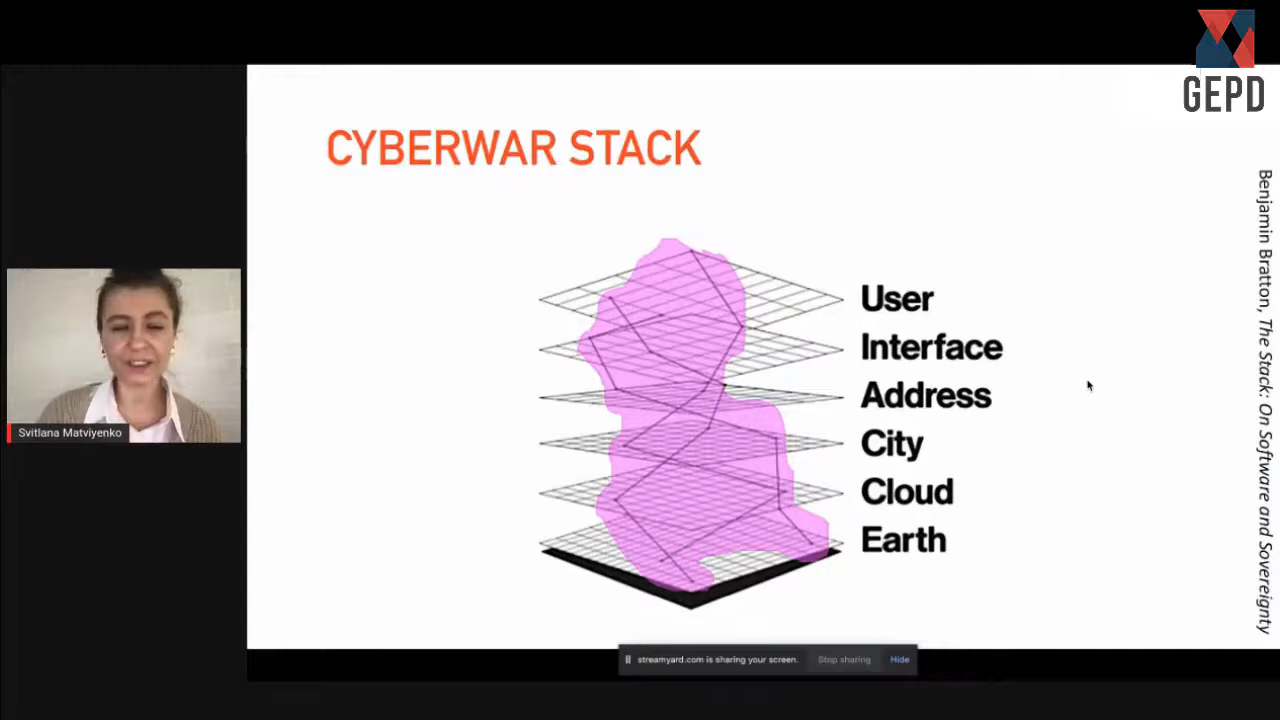 GEPD
CYBERWAR STACK
User
Interface
Address
City
Cloud
Earth
Benjamin Bratton, The Stack: On Software and Sovereignty
Svitlana Matviyenko
streamyard.com is sharing your screen.
Stop sharing
Hide